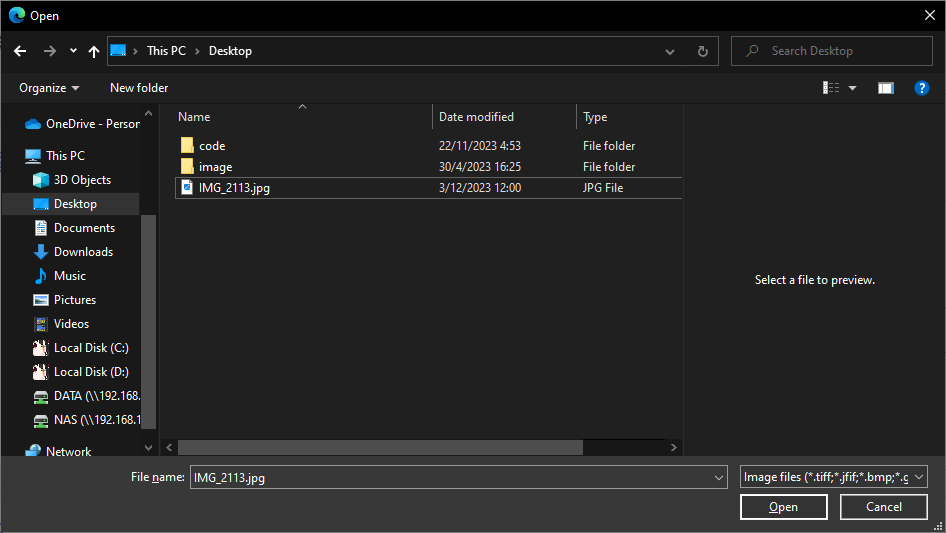 Open
This PC
Desktop
Search Desktop
Organize
New folder
Name
Date modified
Type
OneDrive - Person
This PC
3D Objects
Desktop
Documents
Downloads
Music
Pictures
Videos
Local Disk (C:)
Local Disk (D:)
DATA (\\192.168.
NAS (\\192.168.1
Network
code 22/11/2023 4:53 File folder
image 30/4/2023 16:25 File folder
IMG_2113.jpg 3/12/2023 12:00 JPG File
Select a file to preview.
File name: IMG_2113.jpg
Image files (*.tiff;*.jfif;*.bmp;*.g
Open
Cancel